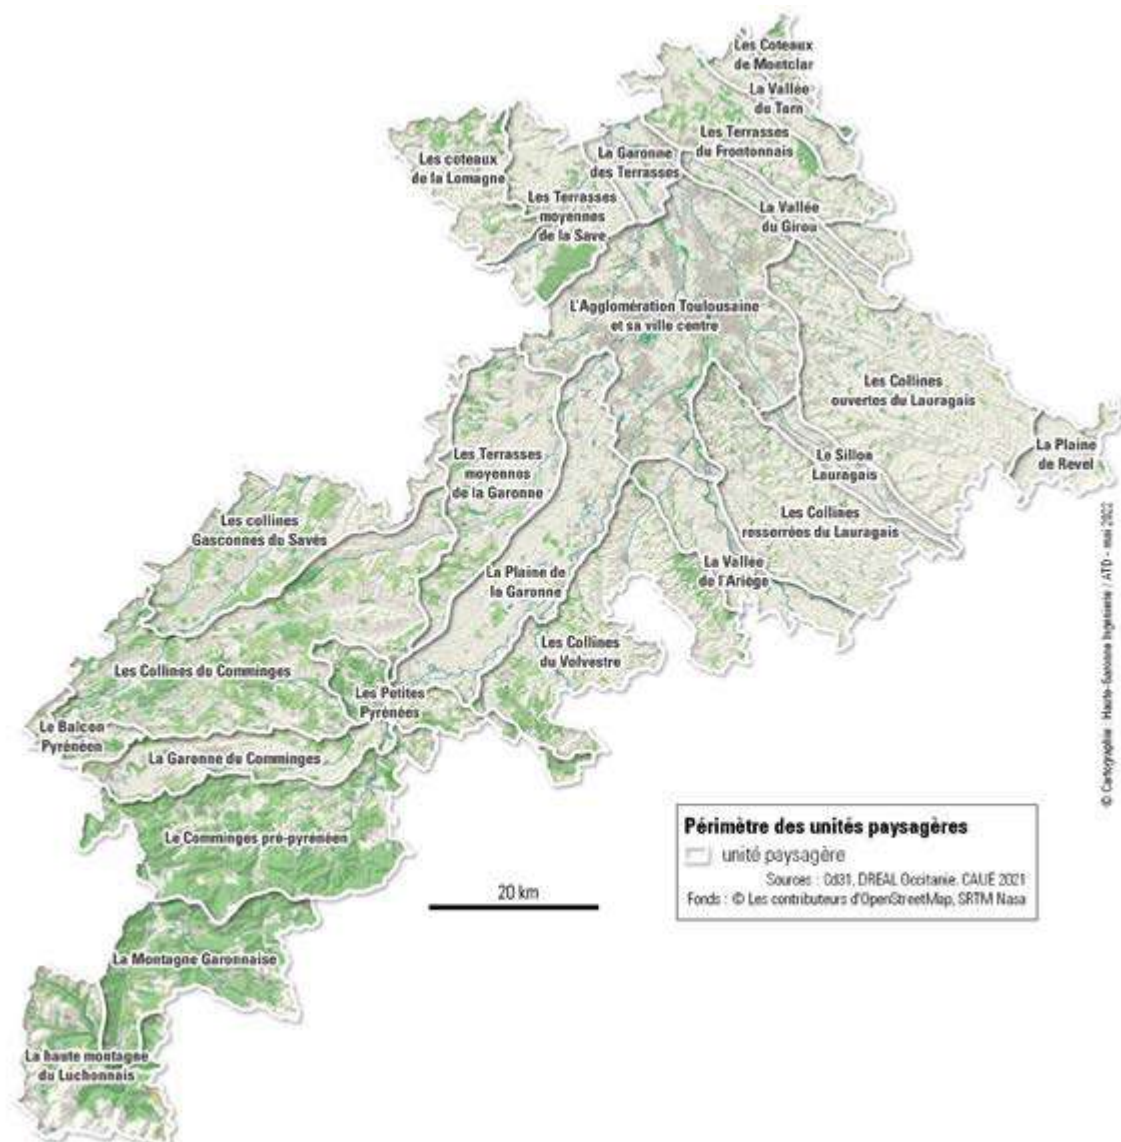 Les Coteaux
de Montclar
La Vallée
du Tarn
Les Terrasses
du Frontonnais
La Garonne
des Terrasses
Les coteaux
de la Lomagne
Les Terrasses
moyennes
de la Save
La Vallée
du Girou
L'Agglomération Toulousaine
et sa ville centre
Les Collines
ouvertes du Lauragais
La Plaine
de Revel
Le Sillon
Lauragais
Les Terrasses
moyennes
de la Garonne
Les collines
Gasconnes du Savès
Les Collines
resserrées du Lauragais
La Vallée
de l'Ariège
La Plaine de
la Garonne
Les Collines
du Volvestre
Les Collines du Comminges
Les Petites
Pyrénées
Le Balcon
Pyrénéen
La Garonne du Comminges
Le Comminges pré-pyrénéen
La Montagne Garonnaise
La haute montagne
du Luchonnais
20 km
Périmètre des unités paysagères
unité paysagère
Sources : Cd31, DREAL Occitanie, CAUE 2021
Fonds : © Les contributeurs d'OpenStreetMap, SRTM Nasa
© Cartographie : Haute-Garonne Ingénierie / ATD - mai 2022